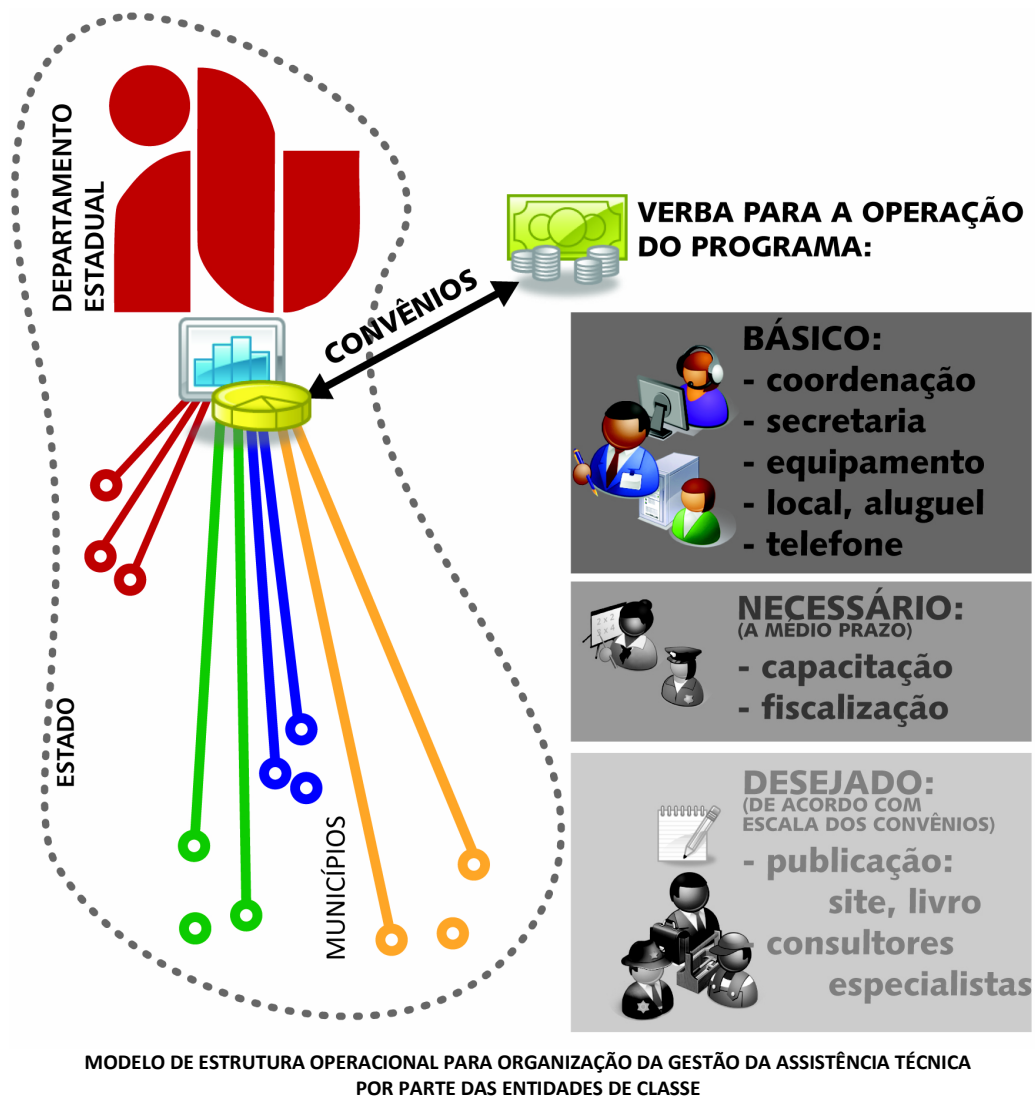 DEPARTAMENTO
ESTADUAL
iab
CONVÊNIOS
VERBA PARA A OPERAÇÃO
DO PROGRAMA:
BÁSICO:
- coordenação
- secretaria
- equipamento
- local, aluguel
- telefone
NECESSÁRIO:
(A MÉDIO PRAZO)
- capacitação
- fiscalização
DESEJADO:
(DE ACORDO COM
ESCALA DOS CONVÊNIOS)
- publicação:
site, livro
- consultores
especialistas
ESTADO
MUNICÍPIOS
MODELO DE ESTRUTURA OPERACIONAL PARA ORGANIZAÇÃO DA GESTÃO DA ASSISTÊNCIA TÉCNICA
POR PARTE DAS ENTIDADES DE CLASSE